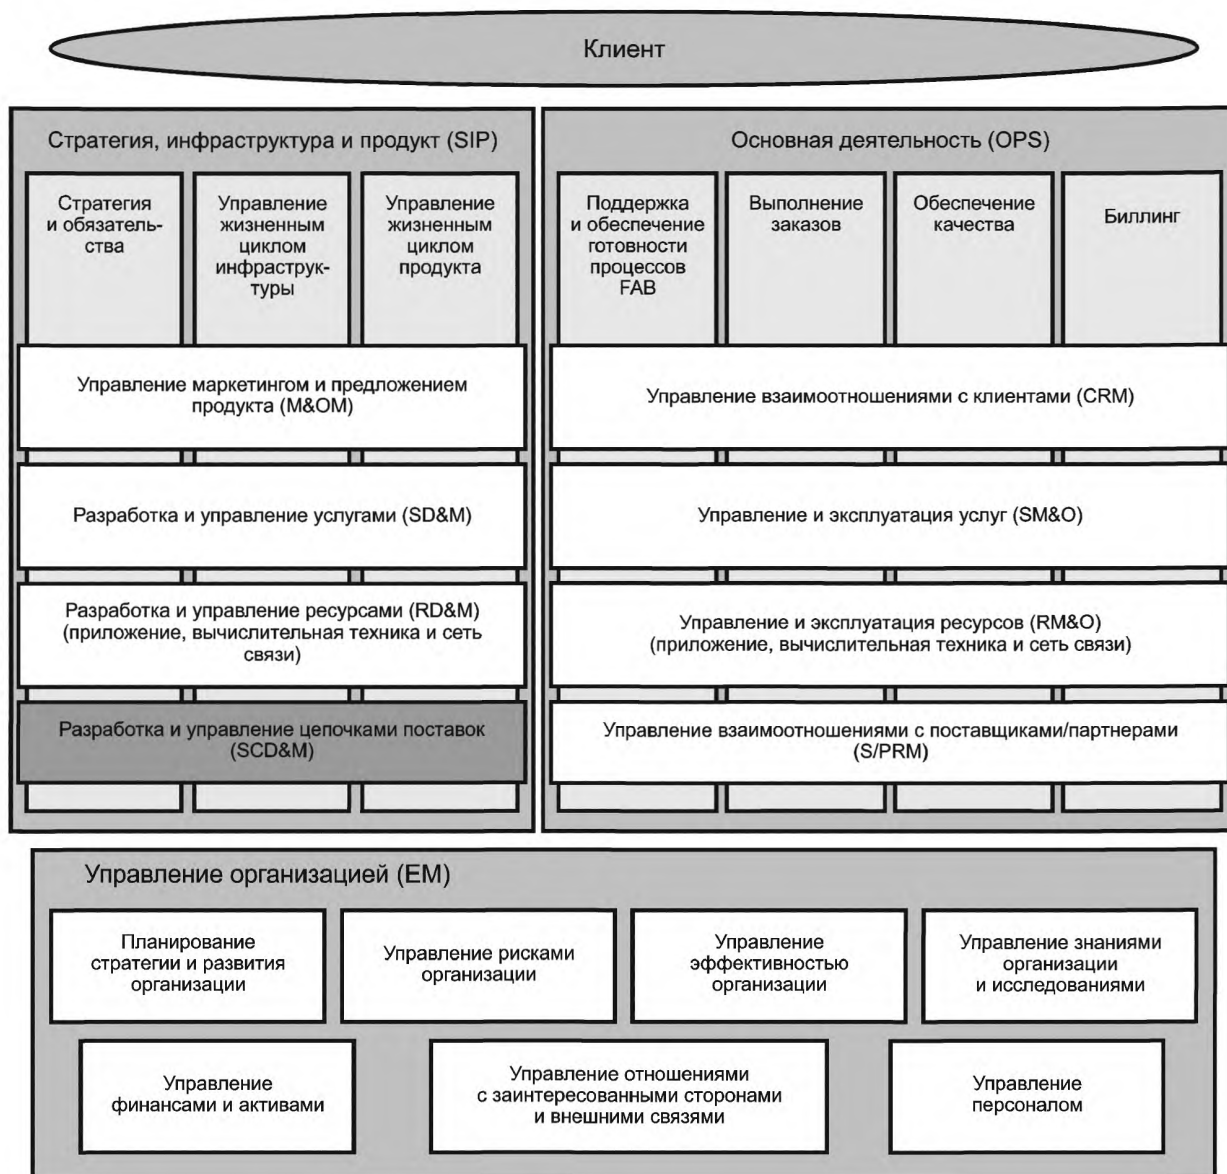 Клиент
Стратегия, инфраструктура и продукт (SIP)
Стратегия
и обязатель-
ства
Управление
жизненным
циклом
инфраструк-
туры
Управление
жизненным
циклом
продукта
Управление маркетингом и предложением
продукта (M&OM)
Разработка и управление услугами (SD&M)
Разработка и управление ресурсами (RD&M)
(приложение, вычислительная техника и сеть
связи)
Разработка и управление цепочками поставок
(SCD&M)
Основная деятельность (OPS)
Поддержка
и обеспечение
готовности
процессов
FAB
Выполнение
заказов
Обеспечение
качества
Биллинг
Управление взаимоотношениями с клиентами (CRM)
Управление и эксплуатация услуг (SM&O)
Управление и эксплуатация ресурсов (RM&O)
(приложение, вычислительная техника и сеть связи)
Управление взаимоотношениями с поставщиками/партнерами
(S/PRM)
Управление организацией (EM)
Планирование
стратегии и развития
организации
Управление рисками
организации
Управление
эффективностью
организации
Управление знаниями
организации
и исследованиями
Управление
финансами и активами
Управление отношениями
с заинтересованными сторонами
и внешними связями
Управление
персоналом